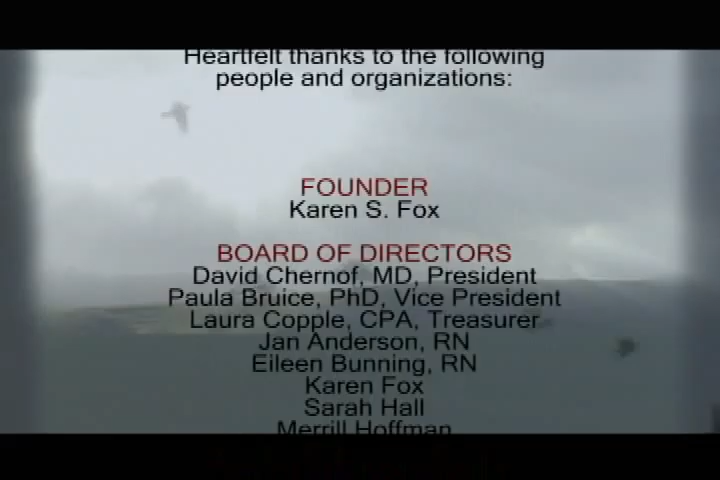 Heartfelt thanks to the following
people and organizations:
FOUNDER
Karen S. Fox
BOARD OF DIRECTORS
David Chernof, MD, President
Paula Bruice, PhD, Vice President
Laura Copple, CPA, Treasurer
Jan Anderson, RN
Eileen Bunning, RN
Karen Fox
Sarah Hall
Merrill Hoffman